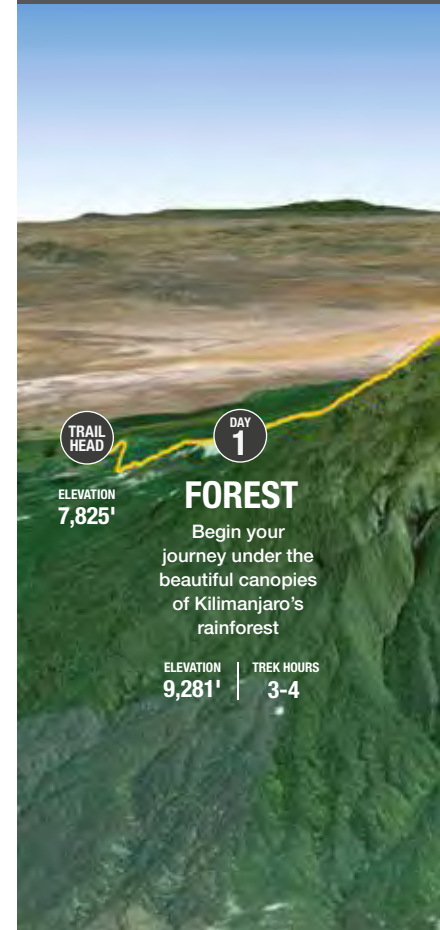 TRAIL
HEAD
ELEVATION
7,825'
DAY
1
FOREST
Begin your
journey under the
beautiful canopies
of Kilimanjaro's
rainforest
ELEVATION
9,281'
TREK HOURS
3-4